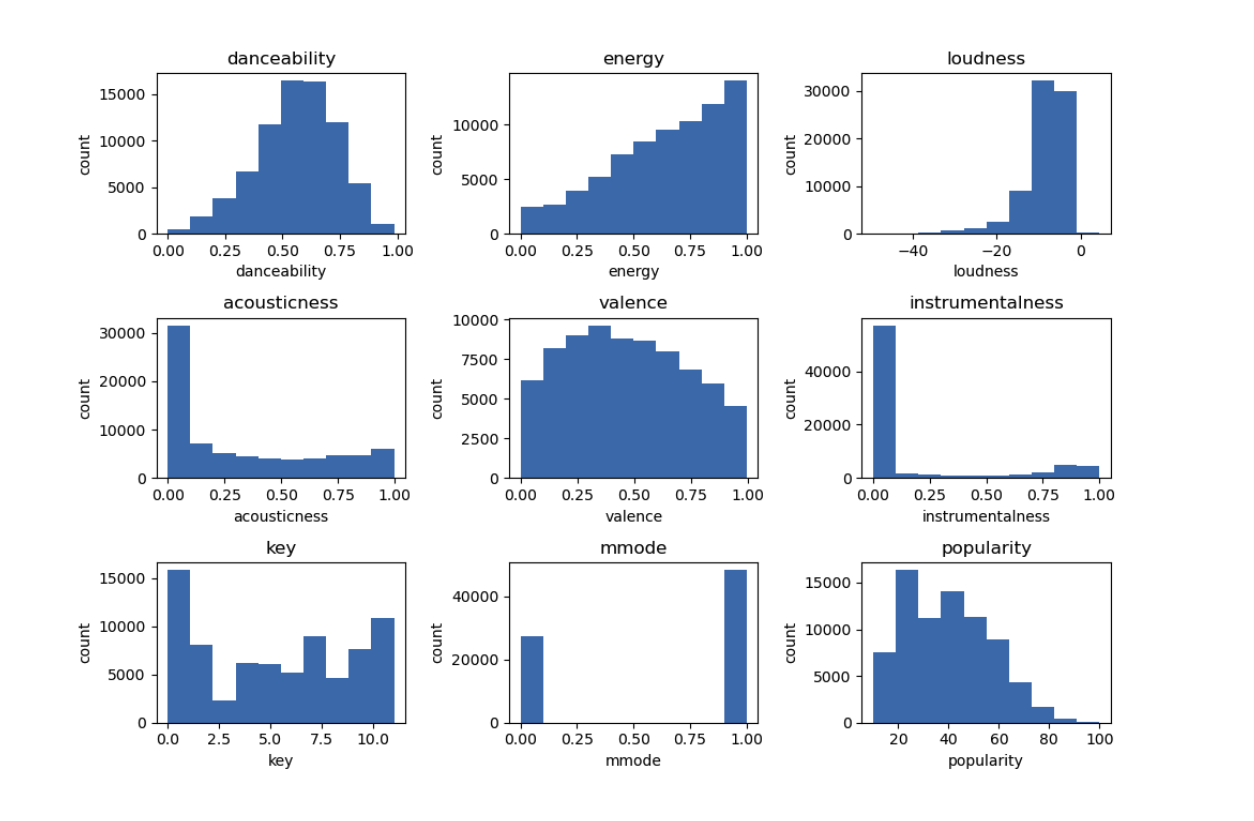 danceability
energy
loudness
count
15000
10000
5000
0
0.00 0.25 0.50 0.75 1.00
danceability
count
10000
5000
0
0.00 0.25 0.50 0.75 1.00
energy
count
30000
20000
10000
0
−40 −20 0
loudness
acousticness
valence
instrumentalness
count
30000
20000
10000
0
0.00 0.25 0.50 0.75 1.00
acousticness
count
10000
7500
5000
2500
0
0.00 0.25 0.50 0.75 1.00
valence
count
40000
20000
0
0.00 0.25 0.50 0.75 1.00
instrumentalness
key
mmode
popularity
count
15000
10000
5000
0
0.0 2.5 5.0 7.5 10.0
key
count
40000
20000
0
0.00 0.25 0.50 0.75 1.00
mmode
count
15000
10000
5000
0
20 40 60 80 100
popularity